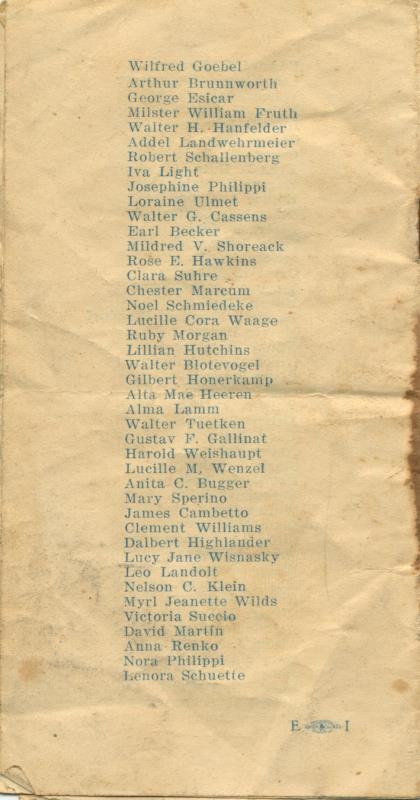 Wilfred Goebel
Arthur Brunnworth
George Esicar
Milster William Fruth
Walter H. Hanfelder
Addel Landwehrmeier
Robert Schallenberg
Iva Light
Josephine Philippi
Loraine Ulmet
Walter G. Cassens
Earl Becker
Mildred V. Shoreack
Rose E. Hawkins
Clara Suhre
Chester Marcum
Noel Schmiedeke
Lucille Cora Waage
Ruby Morgan
Lillian Hutchins
Walter Blotevogel
Gilbert Honerkamp
Alta Mae Heeren
Alma Lamm
Walter Tuetken
Gustav F. Gallinat
Harold Weishaupt
Lucille M. Wenzel
Anita C. Bugger
Mary Sperino
James Cambetto
Clement Williams
Dalbert Highlander
Lucy Jane Wisnasky
Leo Landolt
Nelson C. Klein
Myrl Jeanette Wilds
Victoria Succio
David Martin
Anna Renko
Nora Philippi
Lenora Schuette
E I